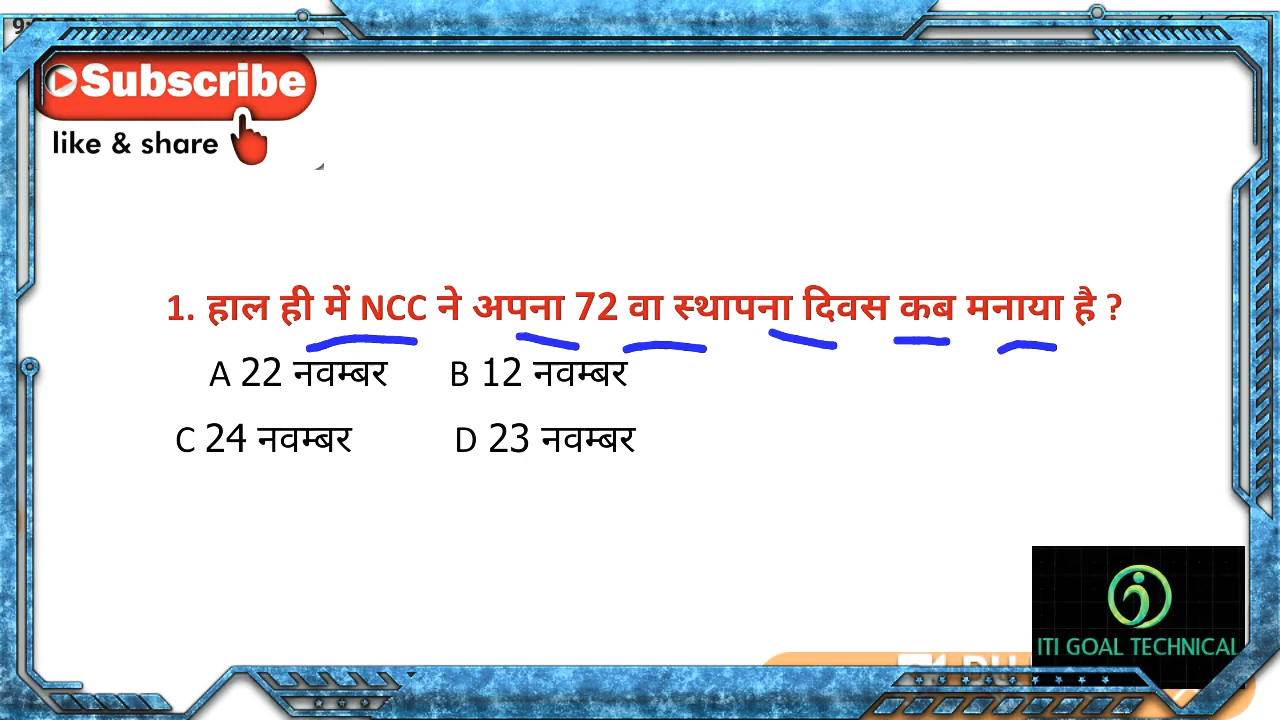 Subscribe
like & share
1. हाल ही में NCC ने अपना 72 वा स्थापना दिवस कब मनाया है ?
A 22 नवम्बर B 12 नवम्बर
C 24 नवम्बर D 23 नवम्बर
ITI GOAL TECHNICAL